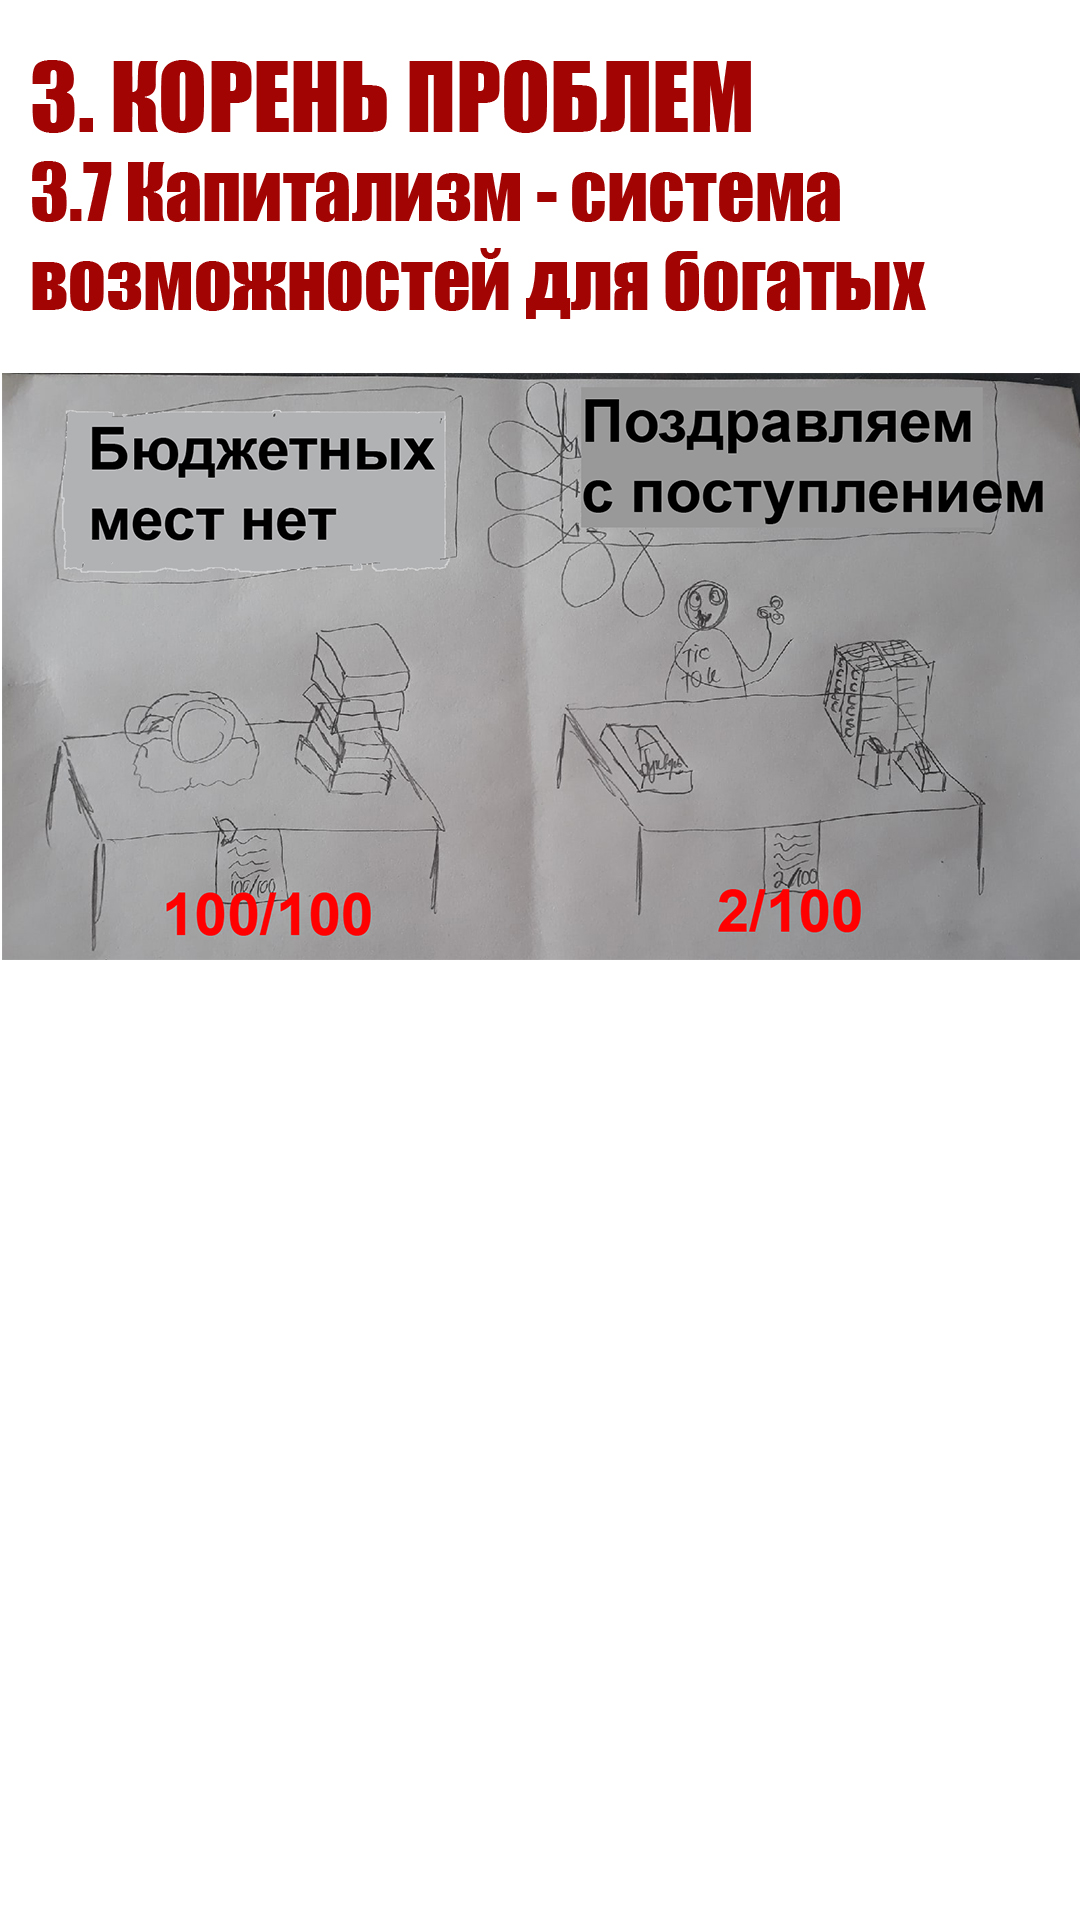 3. КОРЕНЬ ПРОБЛЕМ
3.7 Капитализм - система
возможностей для богатых
Бюджетных
мест нет
Поздравляем
с поступлением
TIC
TOK
Букварь
100/100
2/100
100/100
2/100